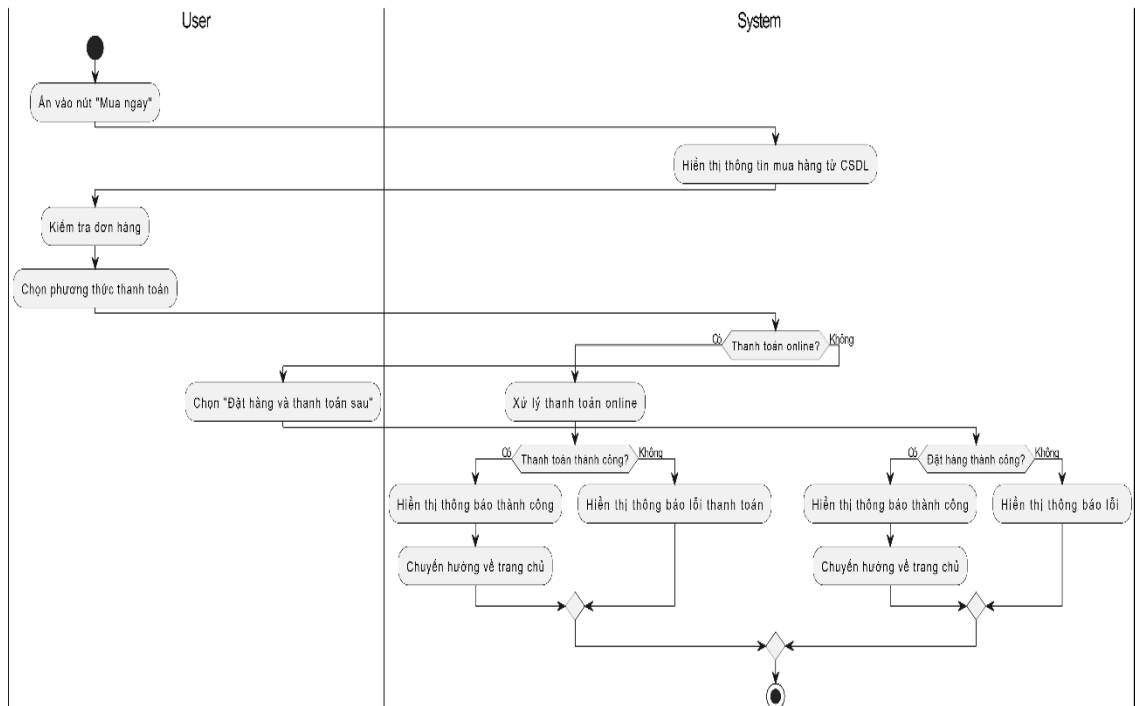 User
System
Ấn vào nút "Mua ngay"
Hiển thị thông tin mua hàng từ CSDL
Kiểm tra đơn hàng
Chọn phương thức thanh toán
Có
Thanh toán online?
Không
Chọn "Đặt hàng và thanh toán sau"
Xử lý thanh toán online
Có
Thanh toán thành công?
Không
Có
Đặt hàng thành công?
Không
Hiển thị thông báo thành công
Hiển thị thông báo lỗi thanh toán
Hiển thị thông báo thành công
Hiển thị thông báo lỗi
Chuyển hướng về trang chủ
Chuyển hướng về trang chủ